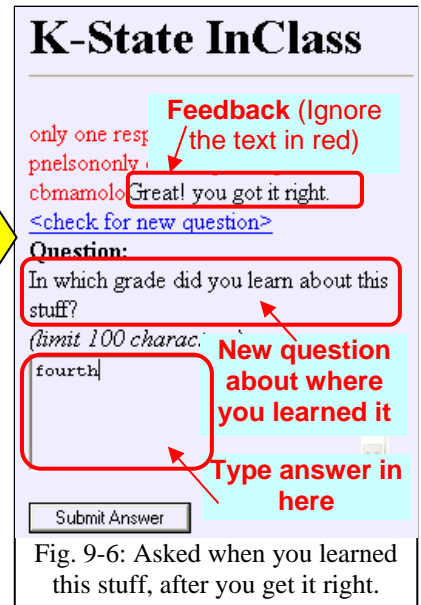 K-State InClass
Feedback (Ignore
the text in red)
only one resp
pnelsononly
cbmamolo Great! you got it right.
<check for new question>
Question:
In which grade did you learn about this
stuff?
(limit 100 charac
New question
about where
you learned it
fourth
Type answer in
here
Submit Answer
Fig. 9-6: Asked when you learned
this stuff, after you get it right.